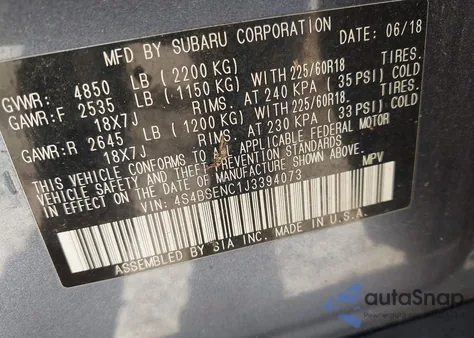 MFD BY SUBARU CORPORATION DATE: 06/18
GVWR: 4850 LB (2200 KG) TIRES.
GAWR:F 2535 LB (1150 KG) WITH 225/60R18
18X7J RIMS. AT 240 KPA (35 PSI) COLD
GAWR:R 2645 LB (1200 KG) WITH 225/60R18. TIRES.
18X7J RIMS. AT 230 KPA (33 PSI) COLD
THIS VEHICLE CONFORMS TO ALL APPLICABLE FEDERAL MOTOR
VEHICLE SAFETY AND THEFT PREVENTION STANDARDS
IN EFFECT ON THE DATE OF MANUFACTURE SHOWN ABOVE.
VIN: 4S4BSENC1J3394073 MPV
ASSEMBLED BY SIA INC. MADE IN U.S.A.
autoSnap